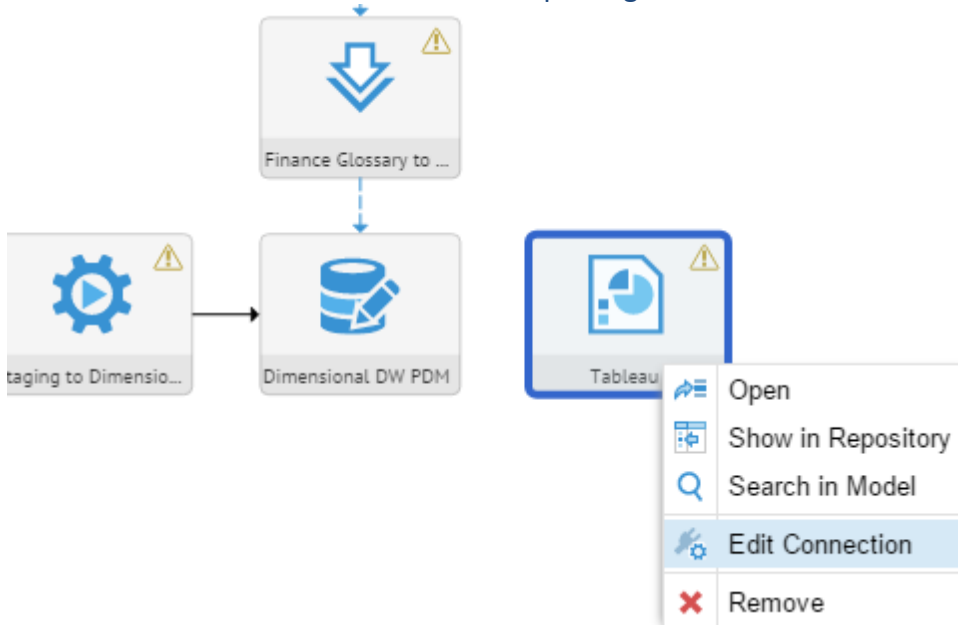 Finance Glossary to ...
taging to Dimensio...
Dimensional DW PDM
Tableau
Open
Show in Repository
Search in Model
Edit Connection
Remove